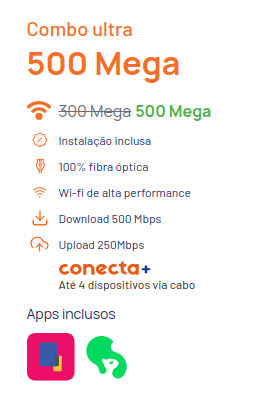 Combo ultra
500 Mega
300 Mega 500 Mega
Instalação inclusa
100% fibra óptica
Wi-fi de alta performance
Download 500 Mbps
Upload 250Mbps
conecta+
Até 4 dispositivos via cabo
Apps inclusos